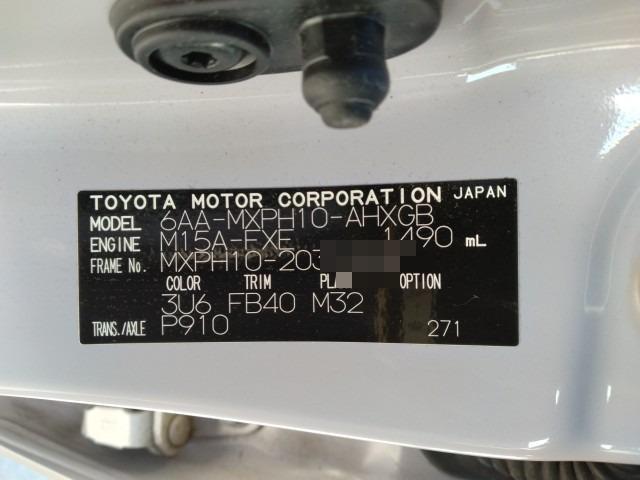 TOYOTA MOTOR CORPORATION JAPAN
MODEL 6AA-MXPH10-AHXGB
ENGINE M15A-FXE 1490 mL
FRAME No. MXPH10-203
COLOR TRIM OPTION
3U6 FB40 M32
TRANS./AXLE P910 271